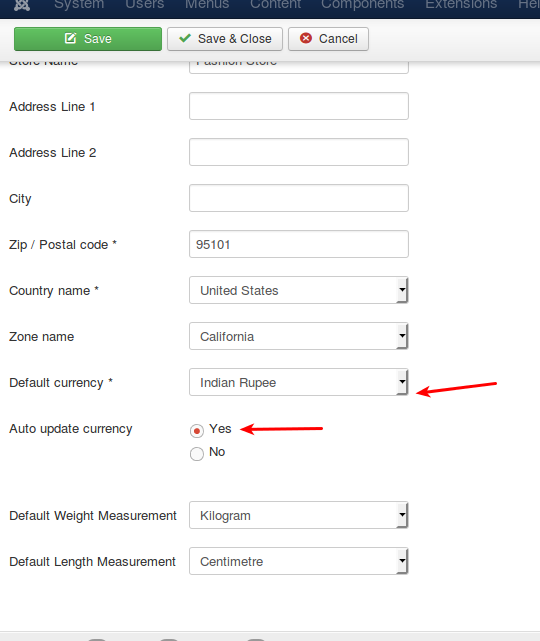 System Users Menus Content Components Extensions Hel
Save Save & Close Cancel
Store Name Fashion Store
Address Line 1
Address Line 2
City
Zip / Postal code * 95101
Country name * United States
Zone name California
Default currency * Indian Rupee
Auto update currency Yes
No
Default Weight Measurement Kilogram
Default Length Measurement Centimetre